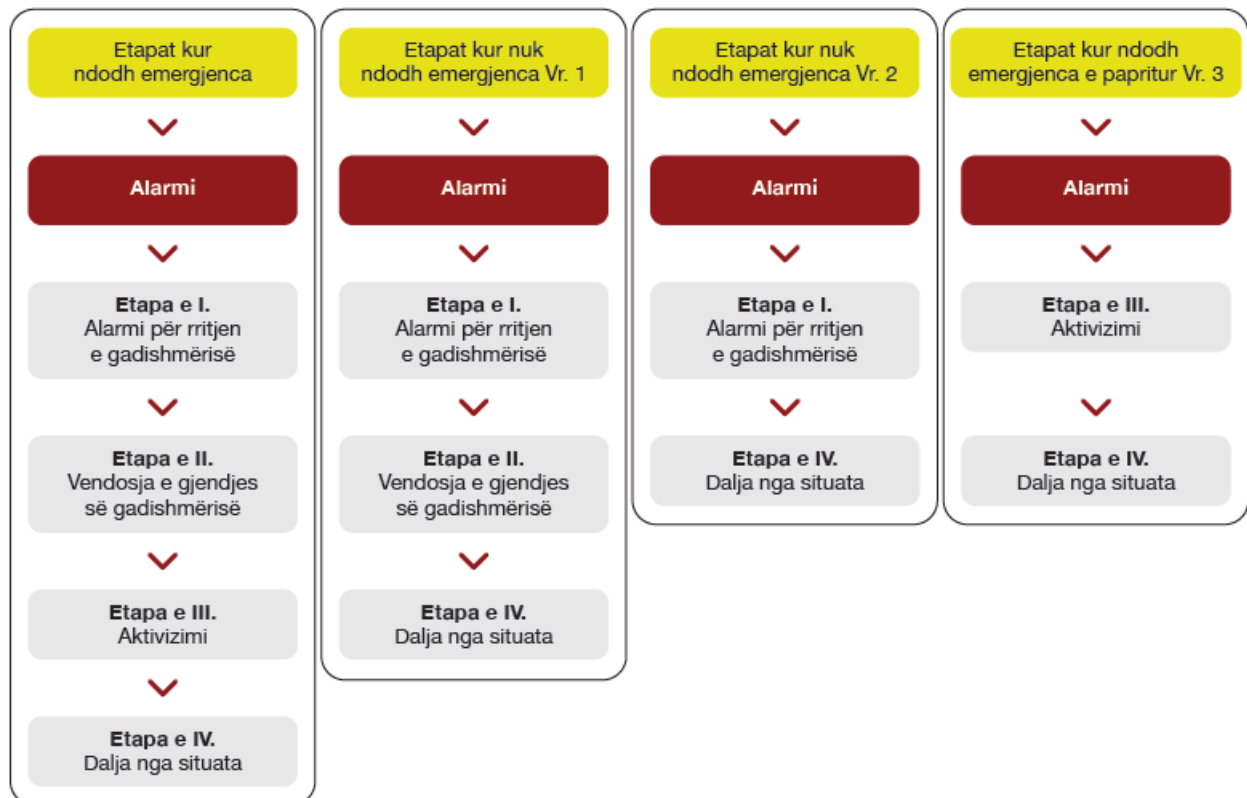 Etapat kur
ndodh emergjenca
Alarmi
Etapa e I.
Alarmi për rritjen
e gadishmërisë
Etapa e II.
Vendosja e gjendjes
së gadishmërisë
Etapa e III.
Aktivizimi
Etapa e IV.
Dalja nga situata
Etapat kur nuk
ndodh emergjenca Vr. 1
Alarmi
Etapa e I.
Alarmi për rritjen
e gadishmërisë
Etapa e II.
Vendosja e gjendjes
së gadishmërisë
Etapa e IV.
Dalja nga situata
Etapat kur nuk
ndodh emergjenca Vr. 2
Alarmi
Etapa e I.
Alarmi për rritjen
e gadishmërisë
Etapa e IV.
Dalja nga situata
Etapat kur ndodh
emergjenca e papritur Vr. 3
Alarmi
Etapa e III.
Aktivizimi
Etapa e IV.
Dalja nga situata